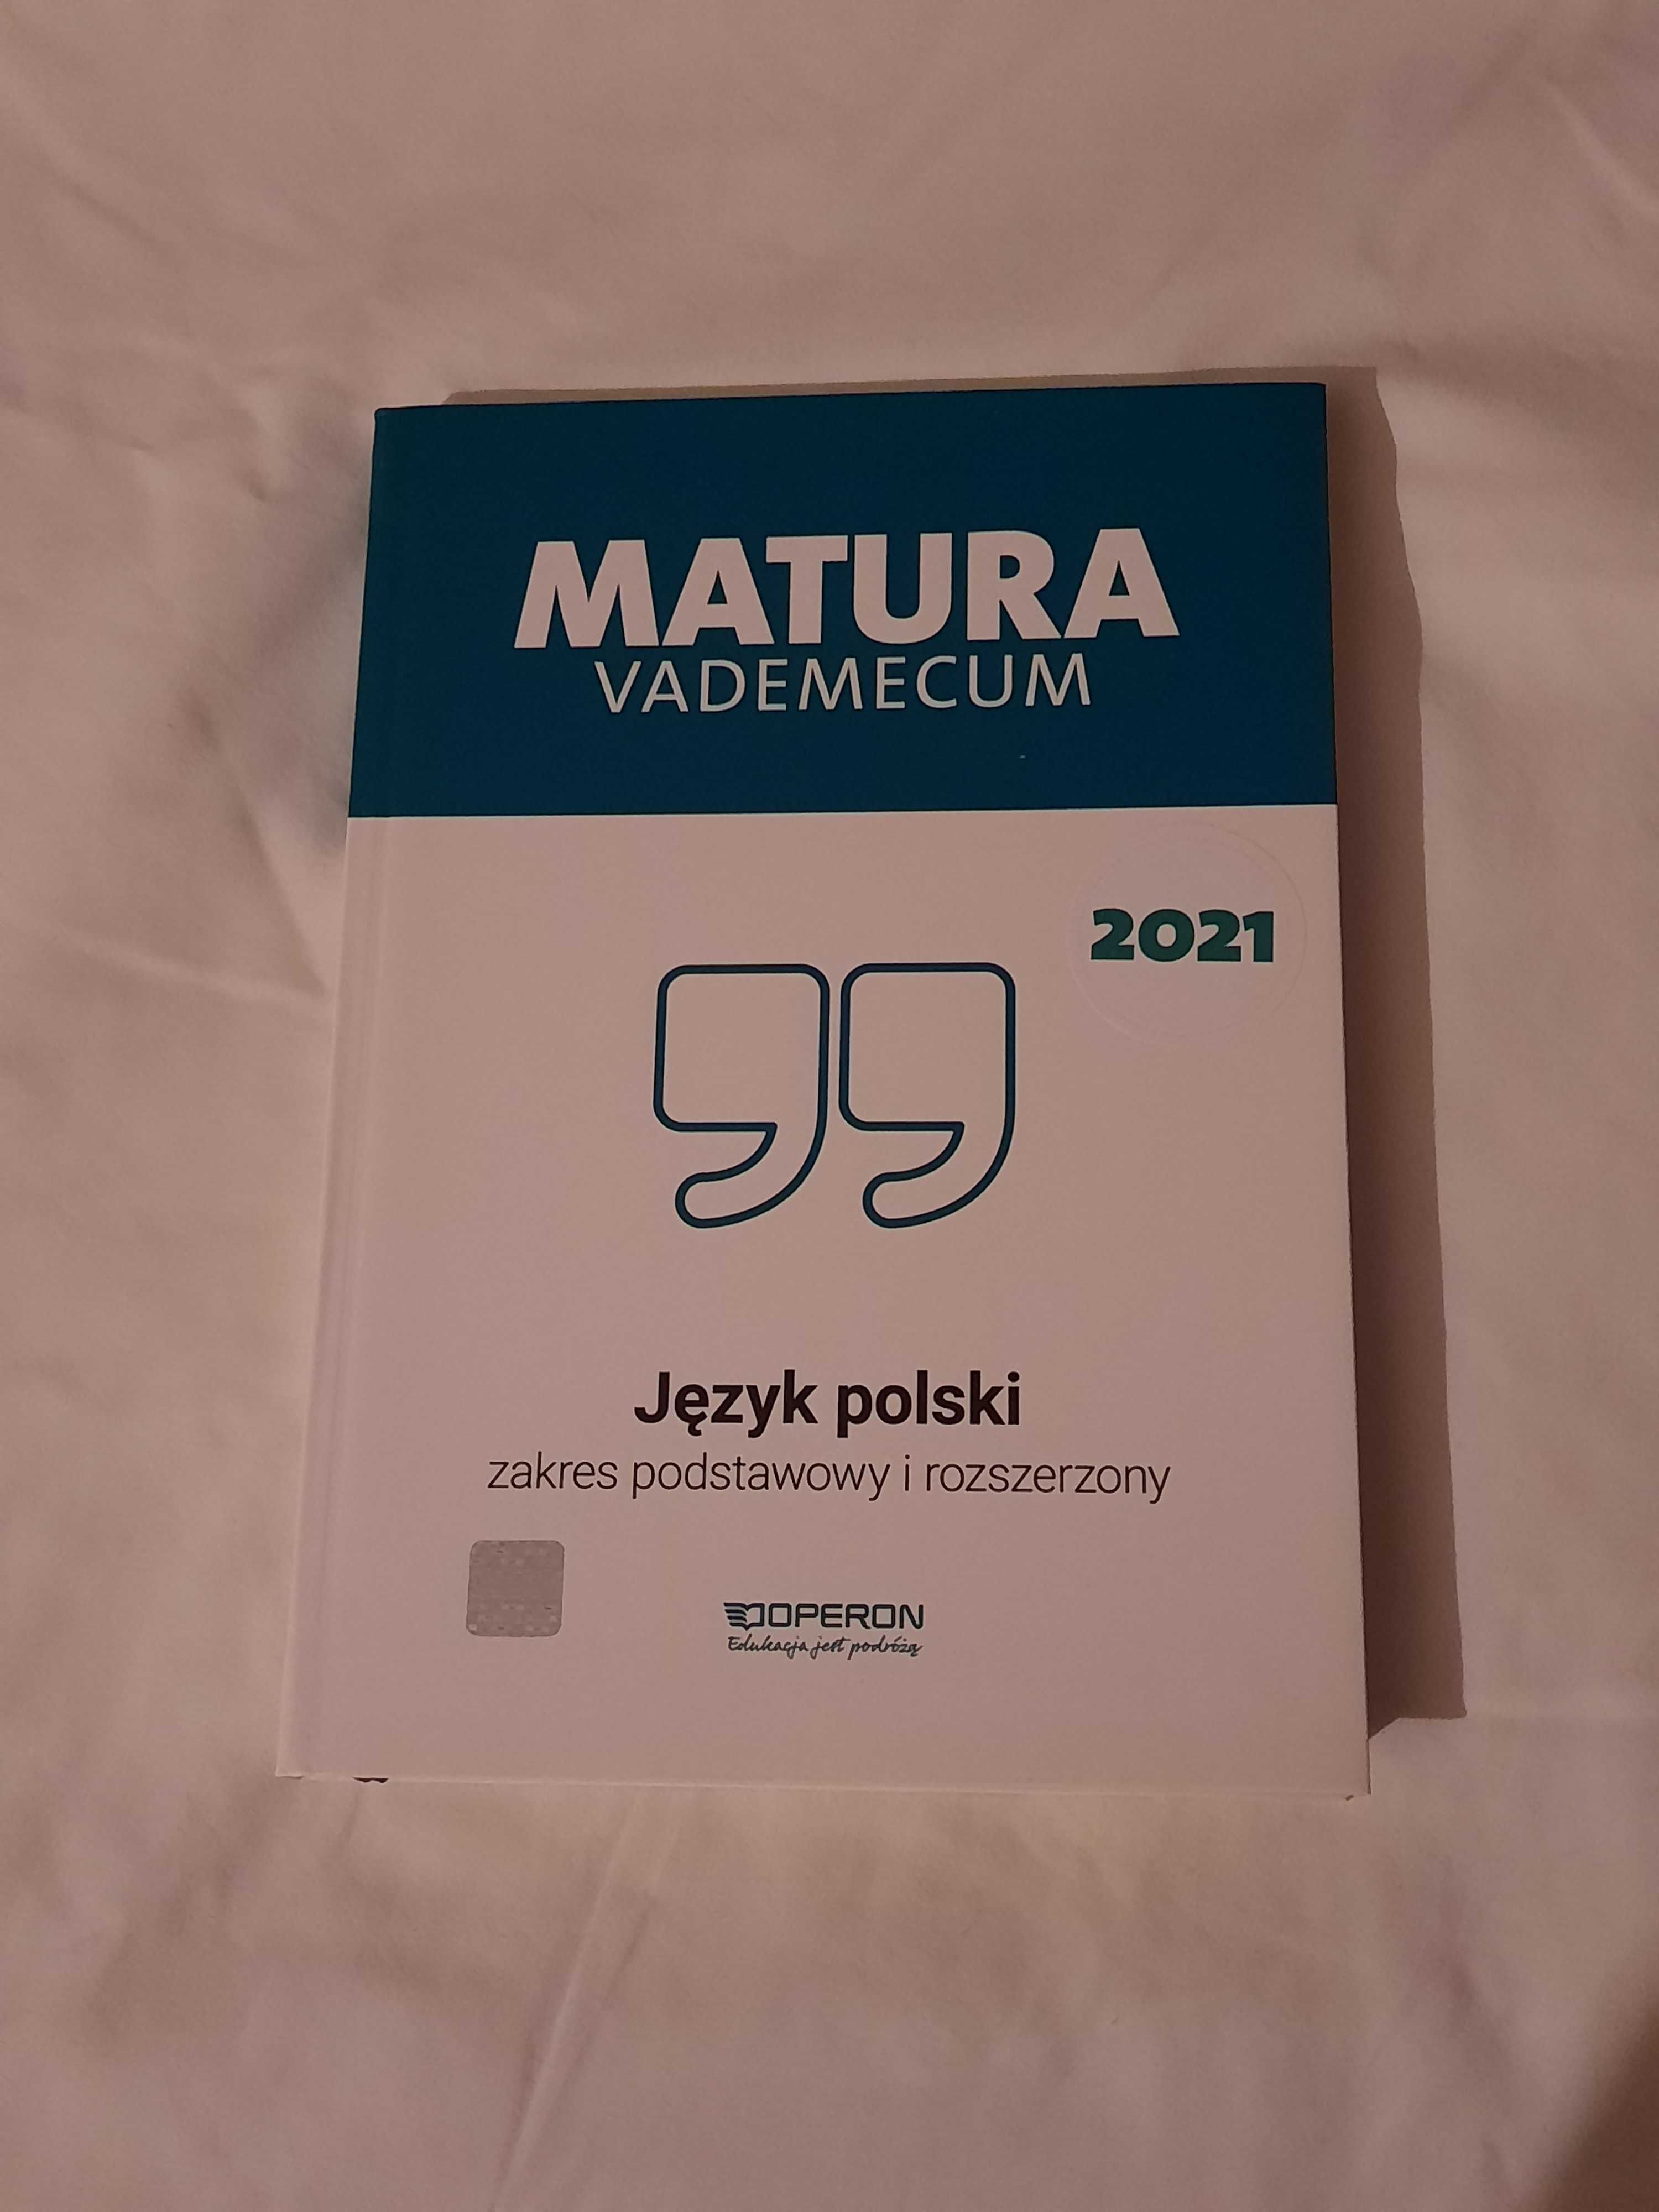 MATURA
VADEMECUM
2021
Język polski
zakres podstawowy i rozszerzony
OPERON
Edukacja jest podróżą